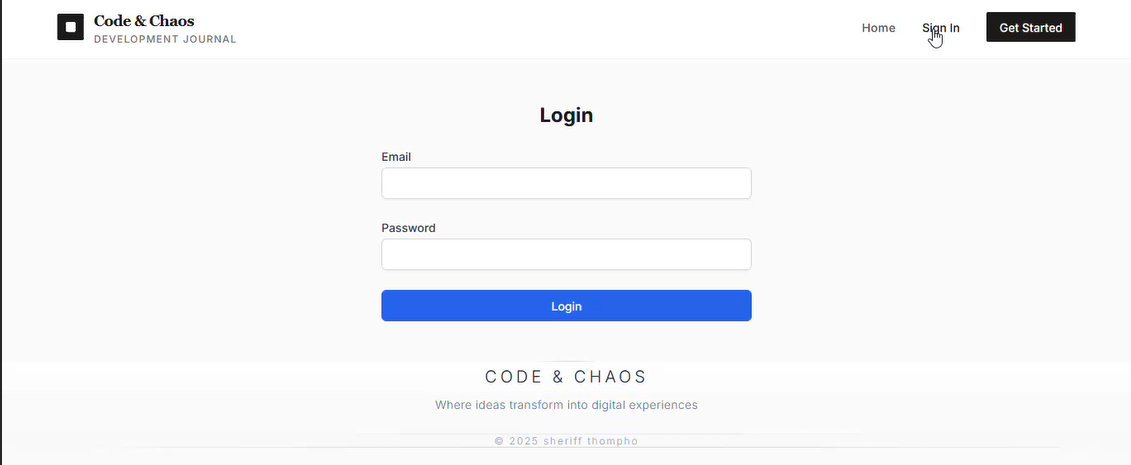 Code & Chaos
DEVELOPMENT JOURNAL
Home
Sign In
Get Started
Login
Email
Password
Login
CODE & CHAOS
Where ideas transform into digital experiences
© 2025 sheriff thompho